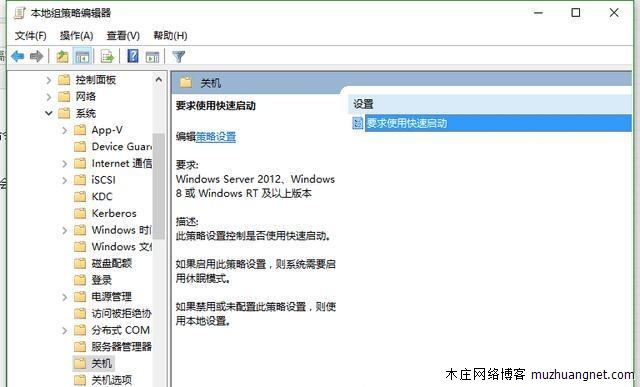 本地组策略编辑器
文件(F) 操作(A) 查看(V) 帮助(H)
控制面板
网络
系统
App-V
Device Guar
Internet 通信
iSCSI
KDC
Kerberos
Windows 时间
Windows 文件
磁盘配额
登录
电源管理
访问被拒绝协
分布式 COM
服务器管理器
关机
关机选项
关机
要求使用快速启动
编辑策略设置
要求:
Windows Server 2012、Windows
8 或 Windows RT 及以上版本
描述:
此策略设置控制是否使用快速启动。
如果启用此策略设置，则系统需要启
用休眠模式。
如果禁用或未配置此策略设置，则使
用本地设置。
设置
要求使用快速启动
木庄网络博客 muzhuangnet.com